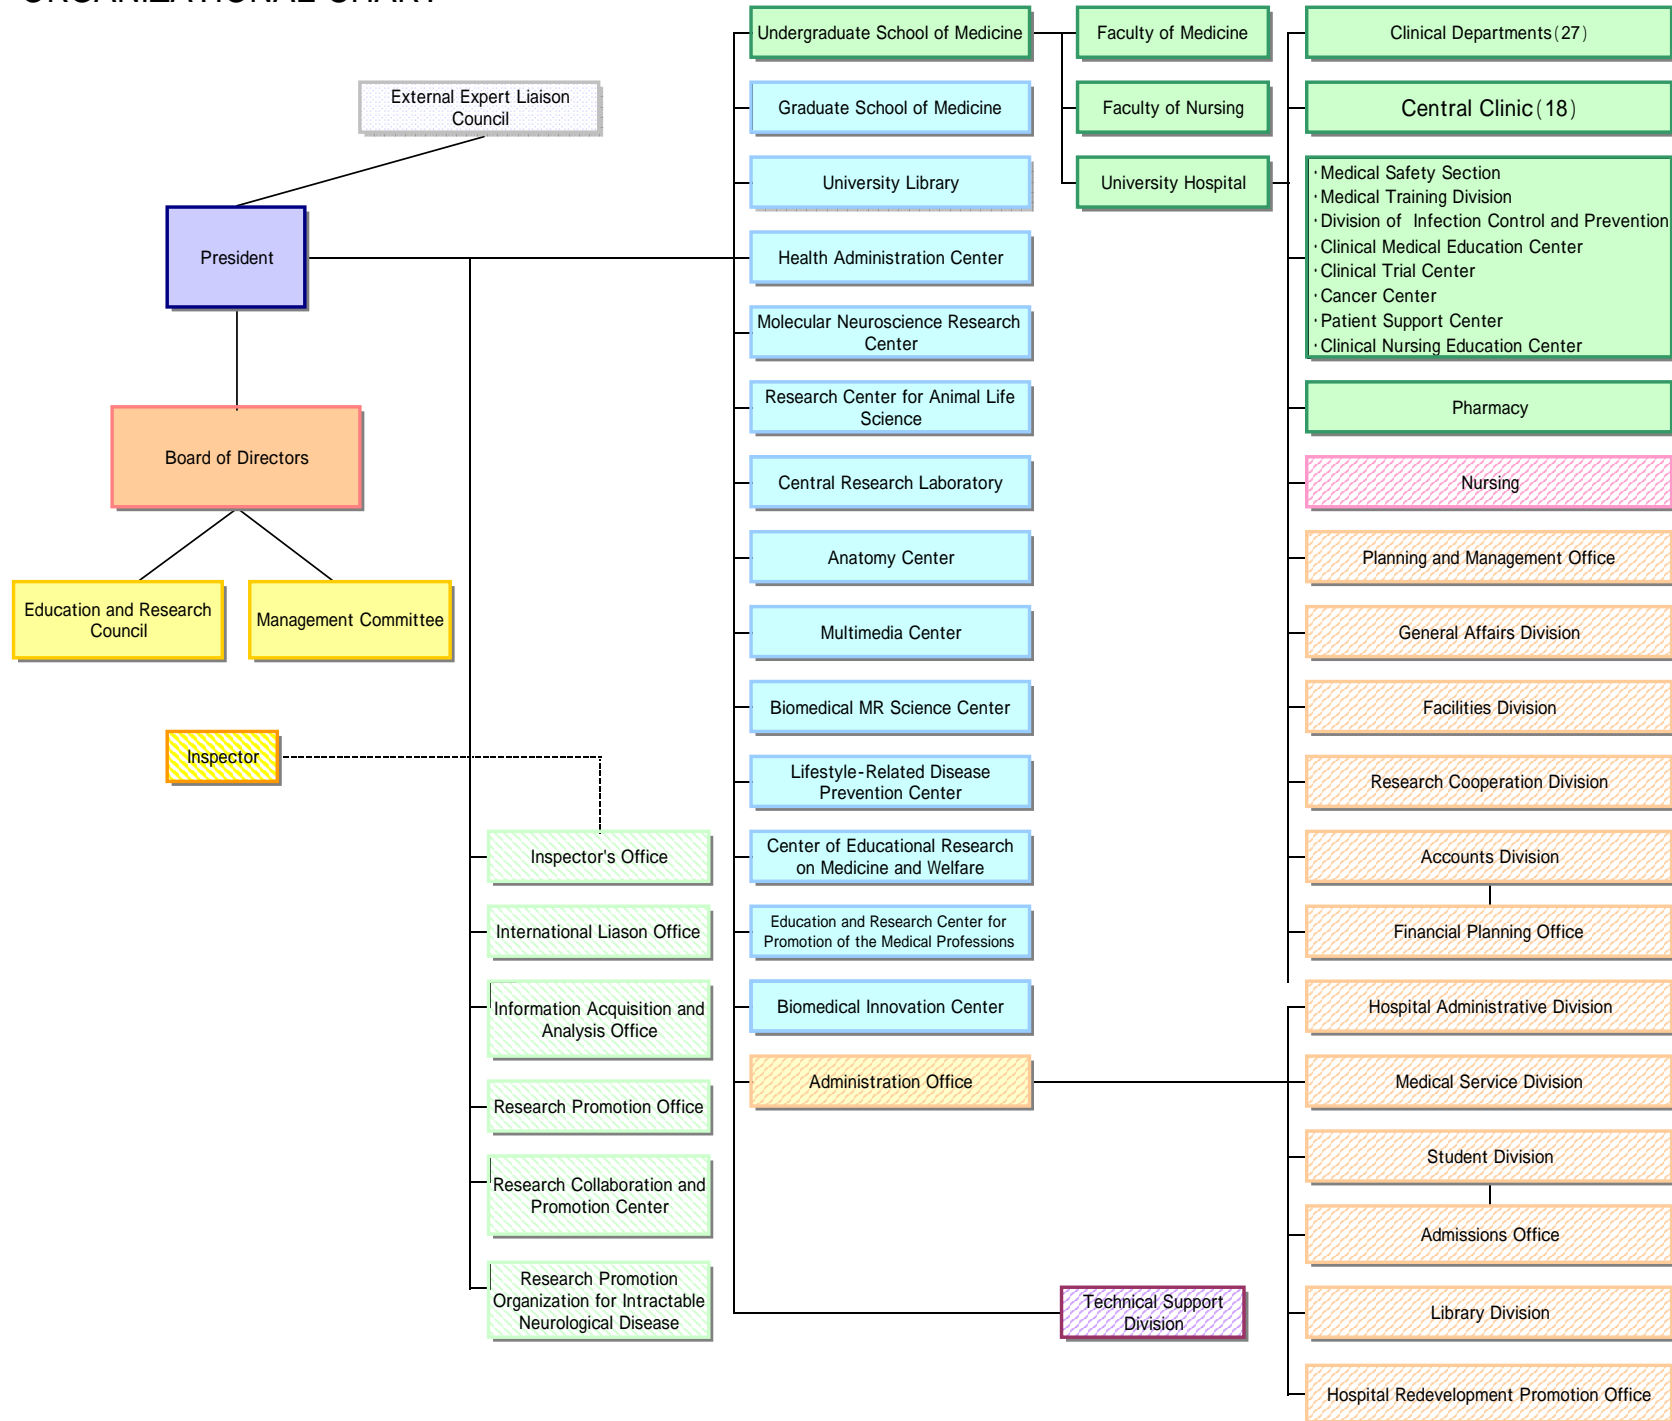 ORGANIZATIONAL CHART
External Expert Liaison
Council
President
Board of Directors
Education and Research
Council
Management Committee
Inspector
Inspector's Office
International Liason Office
Information Acquisition and
Analysis Office
Research Promotion Office
Research Collaboration and
Promotion Center
Research Promotion
Organization for Intractable
Neurological Disease
Undergraduate School of Medicine
Graduate School of Medicine
University Library
Health Administration Center
Molecular Neuroscience Research
Center
Research Center for Animal Life
Science
Central Research Laboratory
Anatomy Center
Multimedia Center
Biomedical MR Science Center
Lifestyle-Related Disease
Prevention Center
Center of Educational Research
on Medicine and Welfare
Education and Research Center for
Promotion of the Medical Professions
Biomedical Innovation Center
Administration Office
Technical Support
Division
Faculty of Medicine
Faculty of Nursing
University Hospital
Clinical Departments(27)
Central Clinic(18)
・Medical Safety Section
・Medical Training Division
・Division of Infection Control and Prevention
・Clinical Medical Education Center
・Clinical Trial Center
・Cancer Center
・Patient Support Center
・Clinical Nursing Education Center
Pharmacy
Nursing
Planning and Management Office
General Affairs Division
Facilities Division
Research Cooperation Division
Accounts Division
Financial Planning Office
Hospital Administrative Division
Medical Service Division
Student Division
Admissions Office
Library Division
Hospital Redevelopment Promotion Office